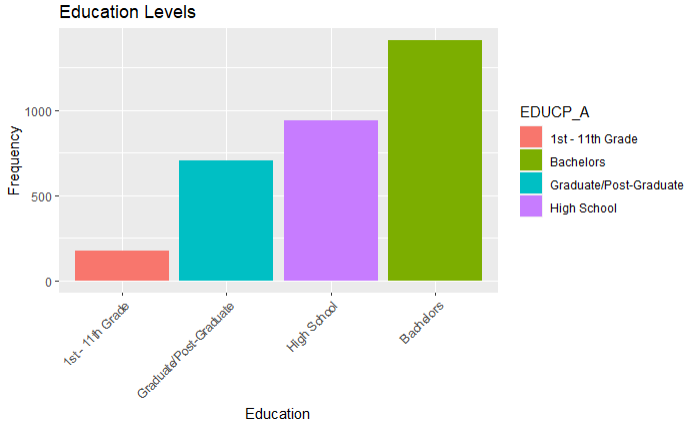 Education Levels
Frequency
1000
500
0
1st - 11th Grade
Graduate/Post-Graduate
High School
Bachelors
Education
EDUCP_A
1st - 11th Grade
Bachelors
Graduate/Post-Graduate
High School